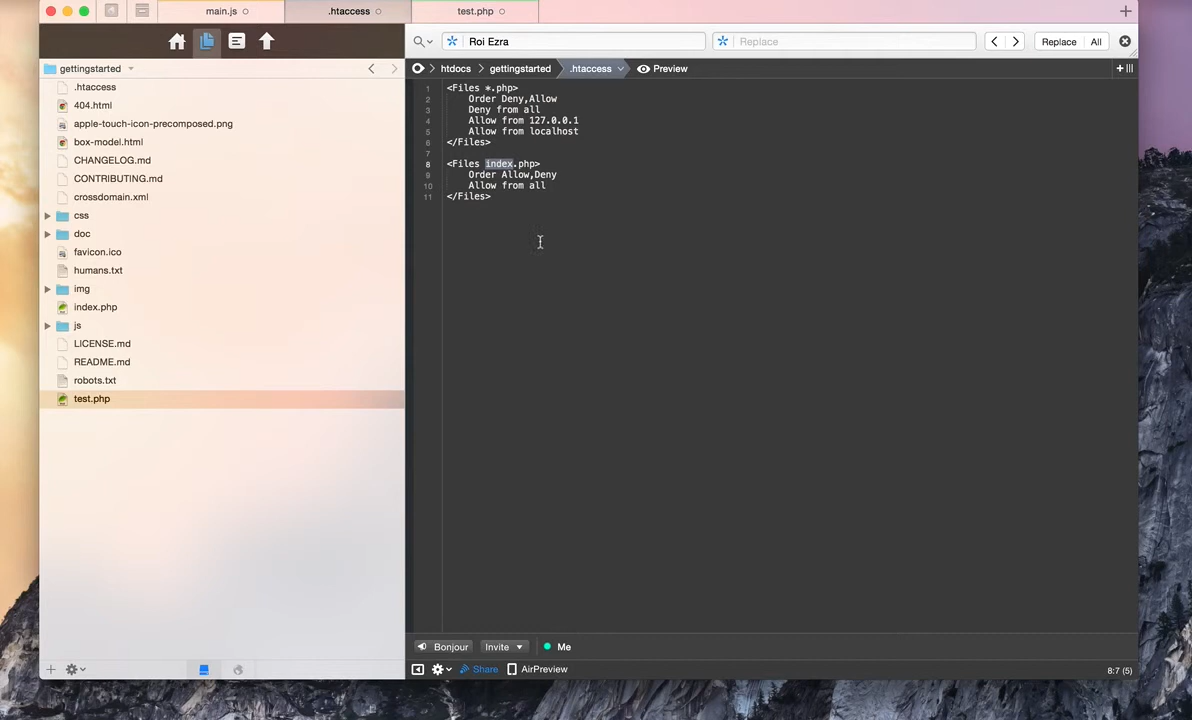 main.js
.htaccess
test.php
Roi Ezra
Replace
Replace
All
gettingstarted
htdocs
gettingstarted
.htaccess
Preview
.htaccess
404.html
apple-touch-icon-precomposed.png
box-model.html
CHANGELOG.md
CONTRIBUTING.md
crossdomain.xml
css
doc
favicon.ico
humans.txt
img
index.php
js
LICENSE.md
README.md
robots.txt
test.php
1 <Files *.php>
2 Order Deny,Allow
3 Deny from all
4 Allow from 127.0.0.1
5 Allow from localhost
6 </Files>
7
8 <Files index.php>
9 Order Allow,Deny
10 Allow from all
11 </Files>
Bonjour
Invite
Me
Share
AirPreview
8:7 (5)